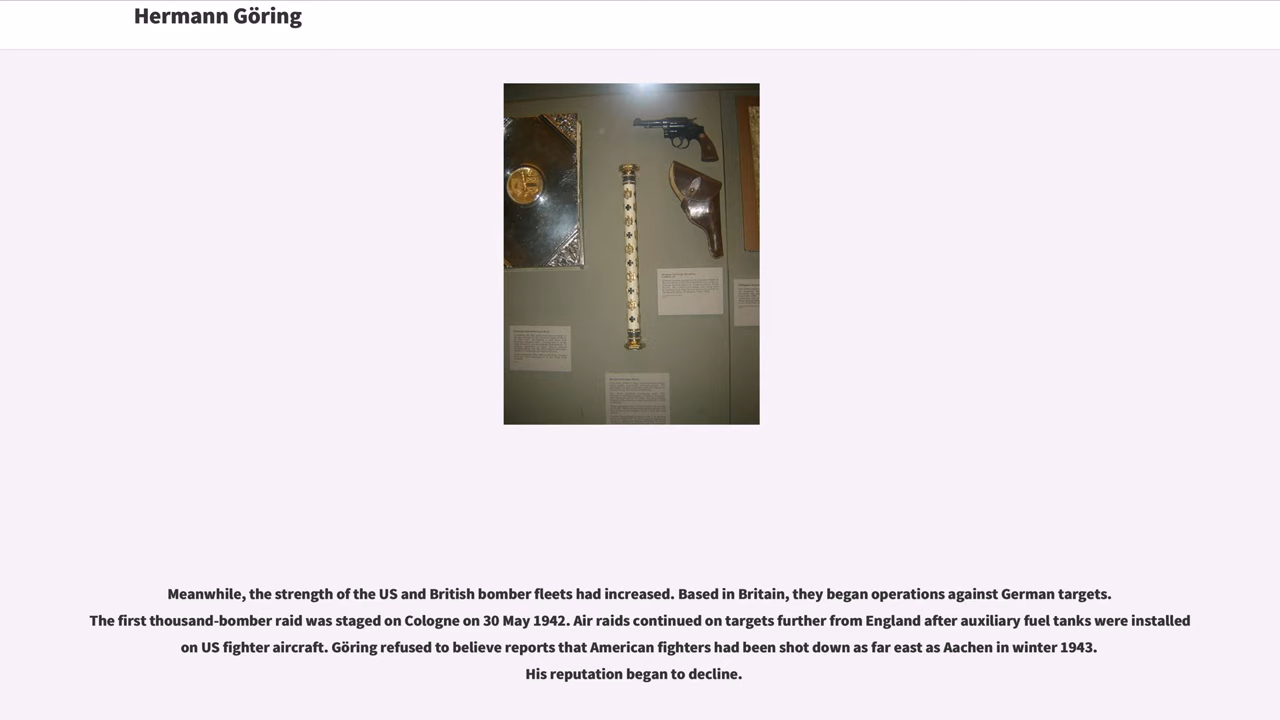 Hermann Göring
Meanwhile, the strength of the US and British bomber fleets had increased. Based in Britain, they began operations against German targets.
The first thousand-bomber raid was staged on Cologne on 30 May 1942. Air raids continued on targets further from England after auxiliary fuel tanks were installed
on US fighter aircraft. Göring refused to believe reports that American fighters had been shot down as far east as Aachen in winter 1943.
His reputation began to decline.